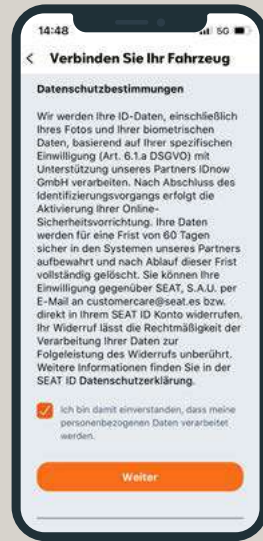 14:48
5G
Verbinden Sie Ihr Fahrzeug
Datenschutzbestimmungen
Wir werden Ihre ID-Daten, einschließlich
Ihres Fotos und Ihrer biometrischen
Daten, basierend auf Ihrer spezifischen
Einwilligung (Art. 6.1.a DSGVO) mit
Unterstützung unseres Partners IDnow
GmbH verarbeiten. Nach Abschluss des
Identifizierungsvorgangs erfolgt die
Aktivierung Ihrer Online-
Sicherheitsvorrichtung. Ihre Daten
werden für eine Frist von 60 Tagen
sicher in den Systemen unseres Partners
aufbewahrt und nach Ablauf dieser Frist
vollständig gelöscht. Sie können Ihre
Einwilligung gegenüber SEAT, S.A.U. per
E-Mail an customercare@seat.es bzw.
direkt in Ihrem SEAT ID Konto widerrufen.
Ihr Widerruf lässt die Rechtmäßigkeit der
Verarbeitung Ihrer Daten zur
Folgeleistung des Widerrufs unberührt.
Weitere Informationen finden Sie in der
SEAT ID Datenschutzerklärung.
Ich bin damit einverstanden, dass meine
personenbezogenen Daten verarbeitet
werden.
Weiter